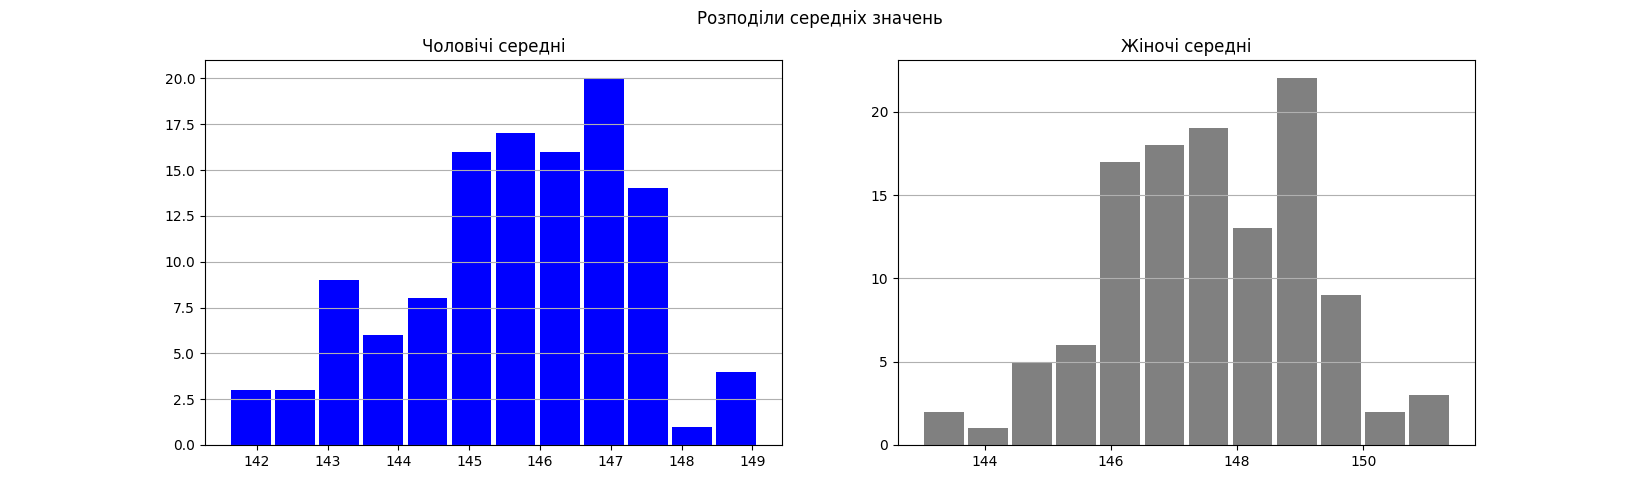 Розподіли середніх значень
Чоловічі середні
20.0
17.5
15.0
12.5
10.0
7.5
5.0
2.5
0.0
142 143 144 145 146 147 148 149
Жіночі середні
20
15
10
5
0
144 146 148 150